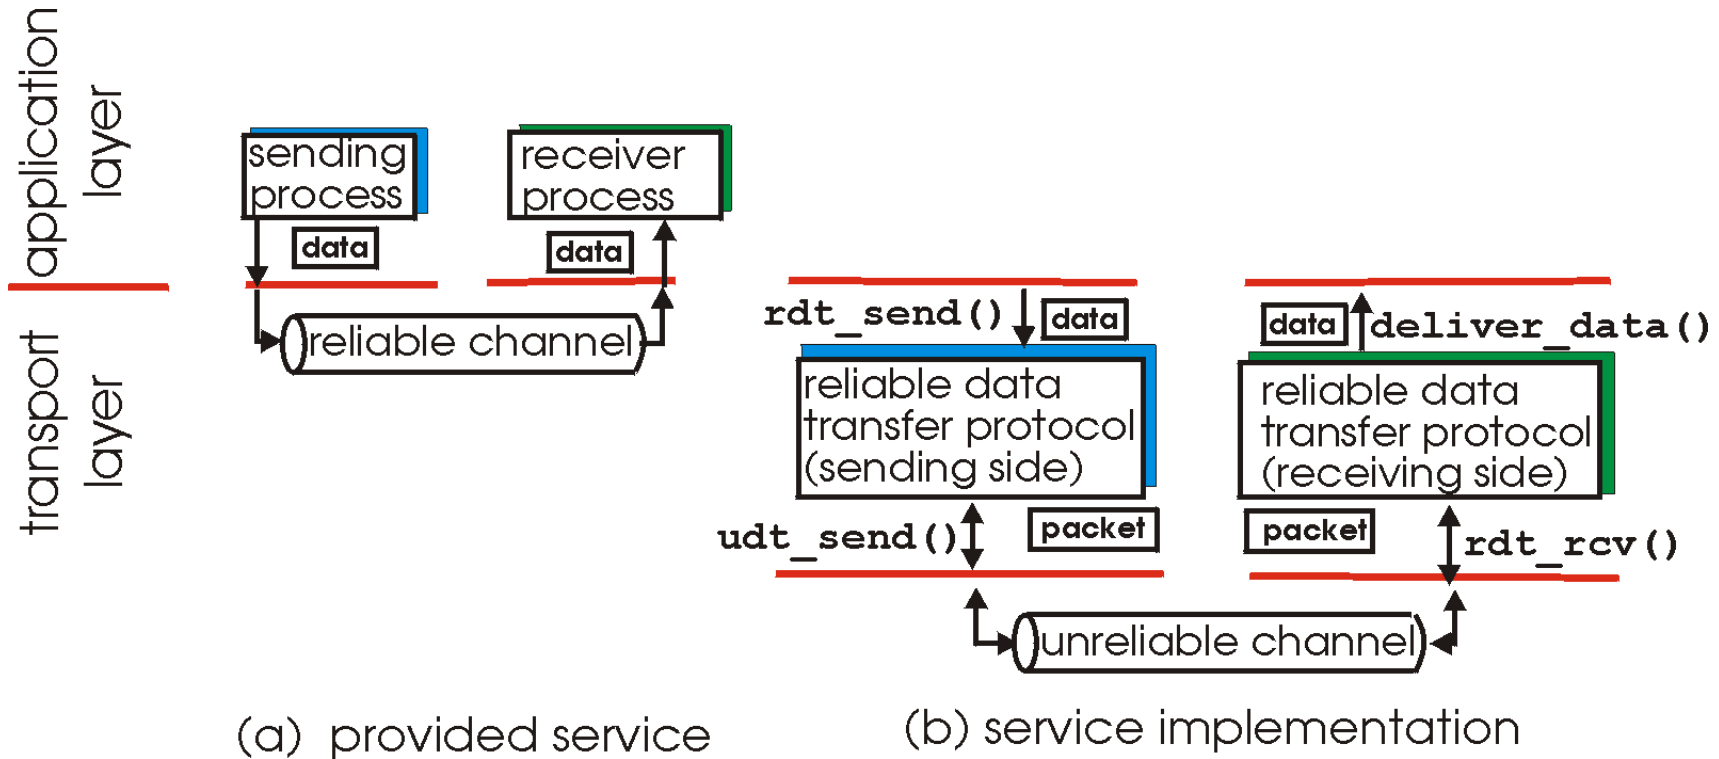 application
layer
transport
layer
sending
process
receiver
process
data
data
reliable channel
(a) provided service
rdt_send()
data
data
deliver_data()
reliable data
transfer protocol
(sending side)
reliable data
transfer protocol
(receiving side)
udt_send()
packet
packet
rdt_rcv()
unreliable channel
(b) service implementation